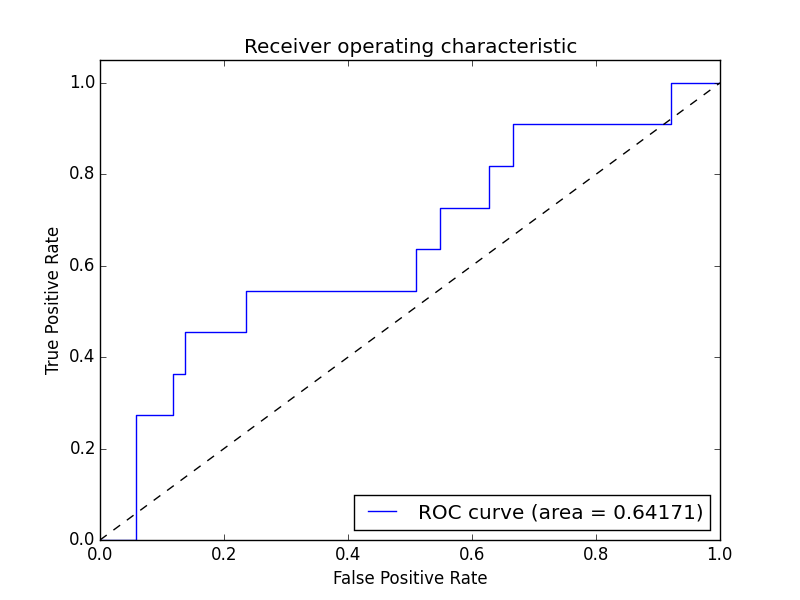 Receiver operating characteristic
1.0
0.8
0.6
0.4
0.2
0.0
True Positive Rate
ROC curve (area = 0.64171)
0.0 0.2 0.4 0.6 0.8 1.0
False Positive Rate